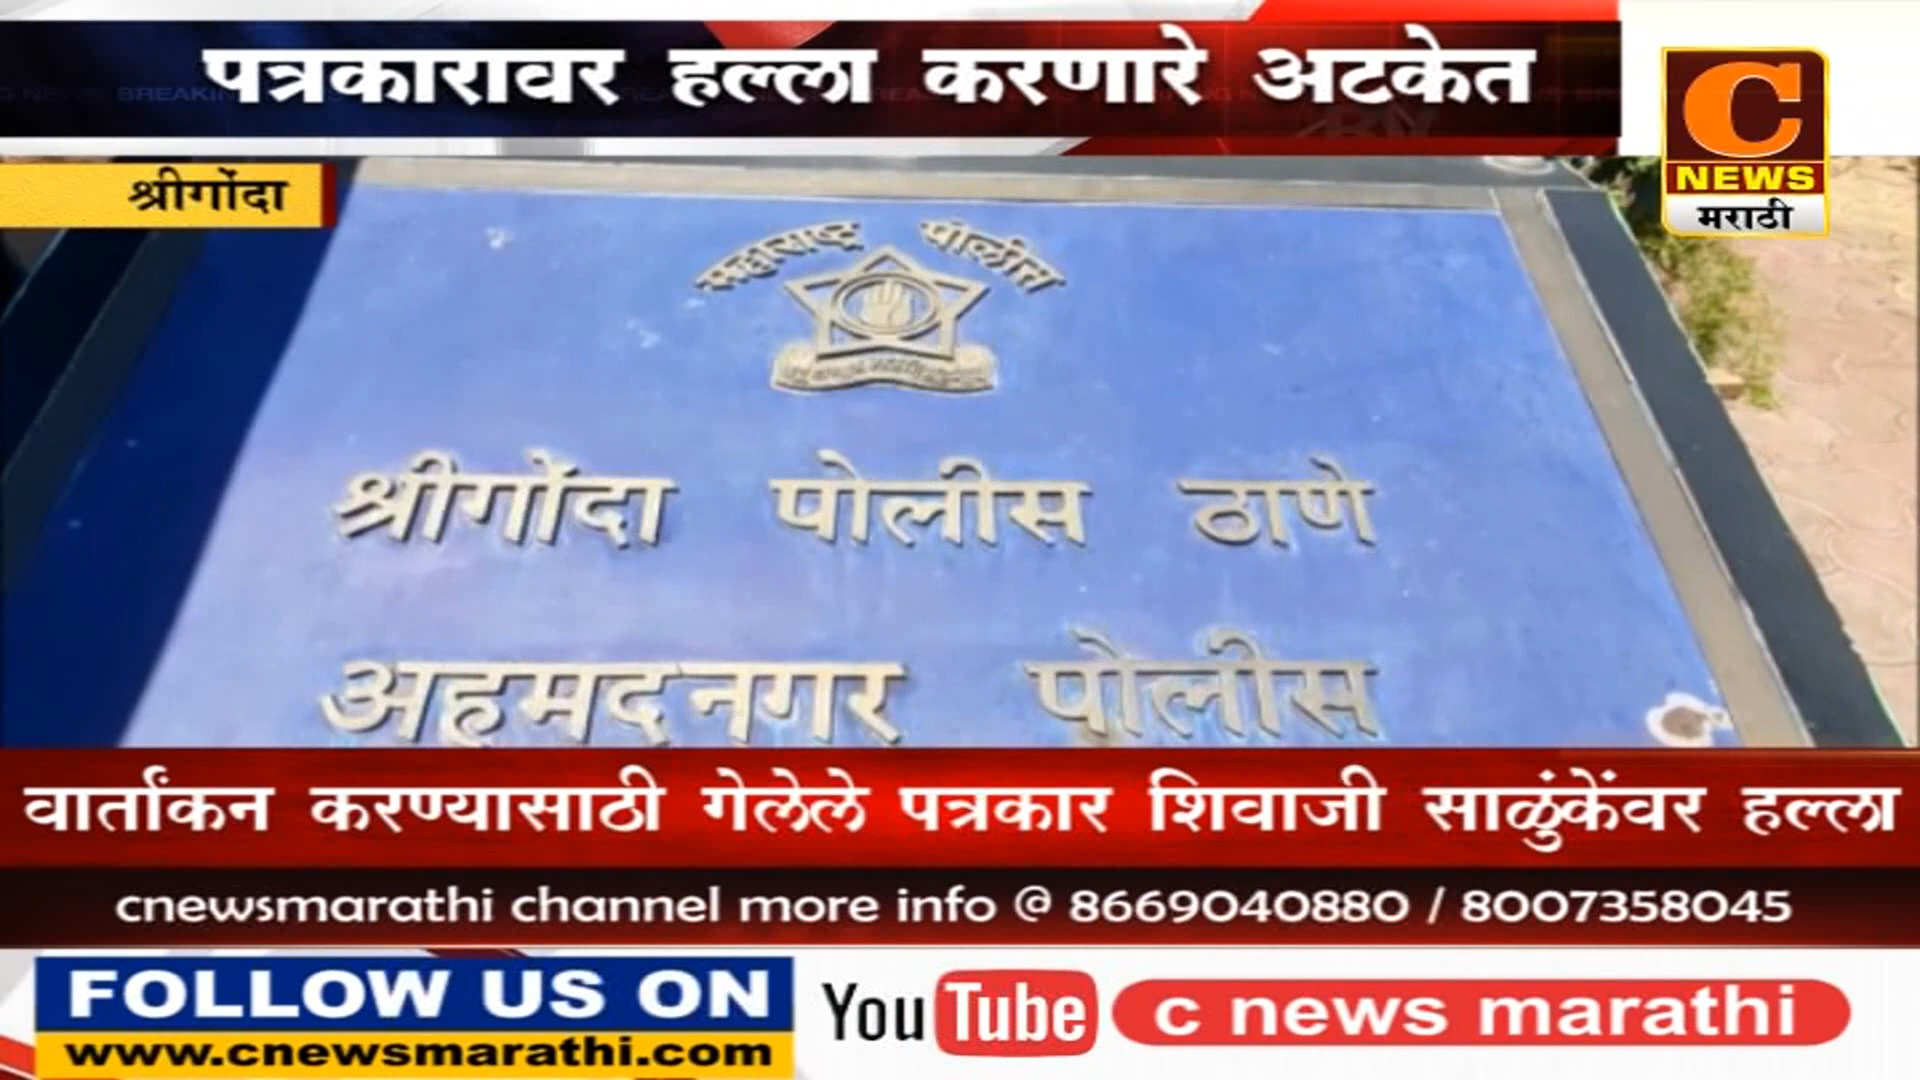 पत्रकारावर हल्ला करणारे अटकेत
C
NEWS
मराठी
श्रीगोंदा
महाराष्ट्र पोलीस
श्रीगोंदा पोलीस ठाणे
अहमदनगर पोलीस
वार्तांकन करण्यासाठी गेलेले पत्रकार शिवाजी साळुंकेंवर हल्ला
cnewsmarathi channel more info @ 8669040880 / 8007358045
FOLLOW US ON
www.cnewsmarathi.com
YouTube c news marathi